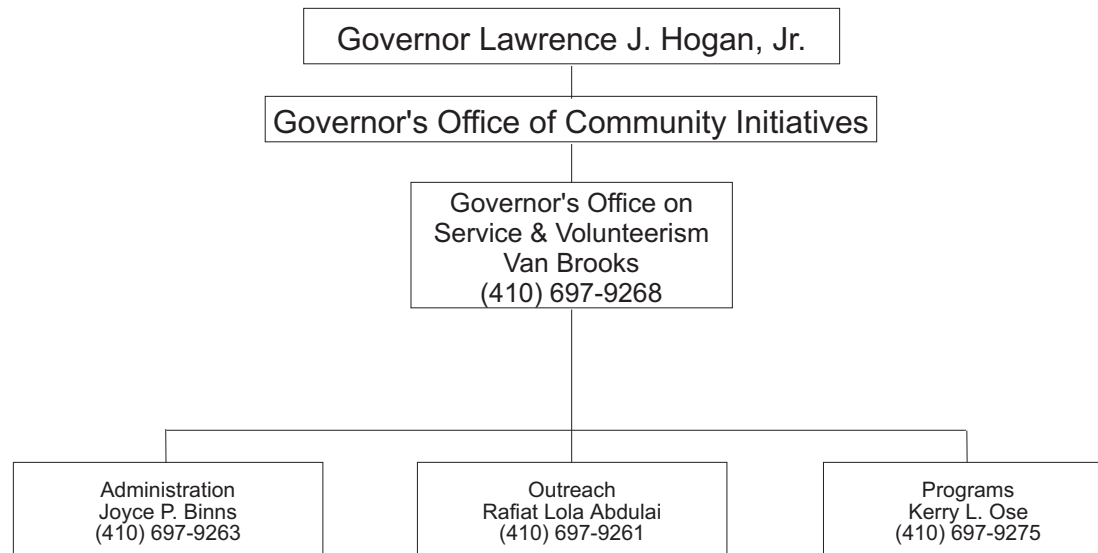 Governor Lawrence J. Hogan, Jr.
Governor's Office of Community Initiatives
Governor's Office on
Service & Volunteerism
Van Brooks
(410) 697-9268
Administration
Joyce P. Binns
(410) 697-9263
Outreach
Rafiat Lola Abdulai
(410) 697-9261
Programs
Kerry L. Ose
(410) 697-9275